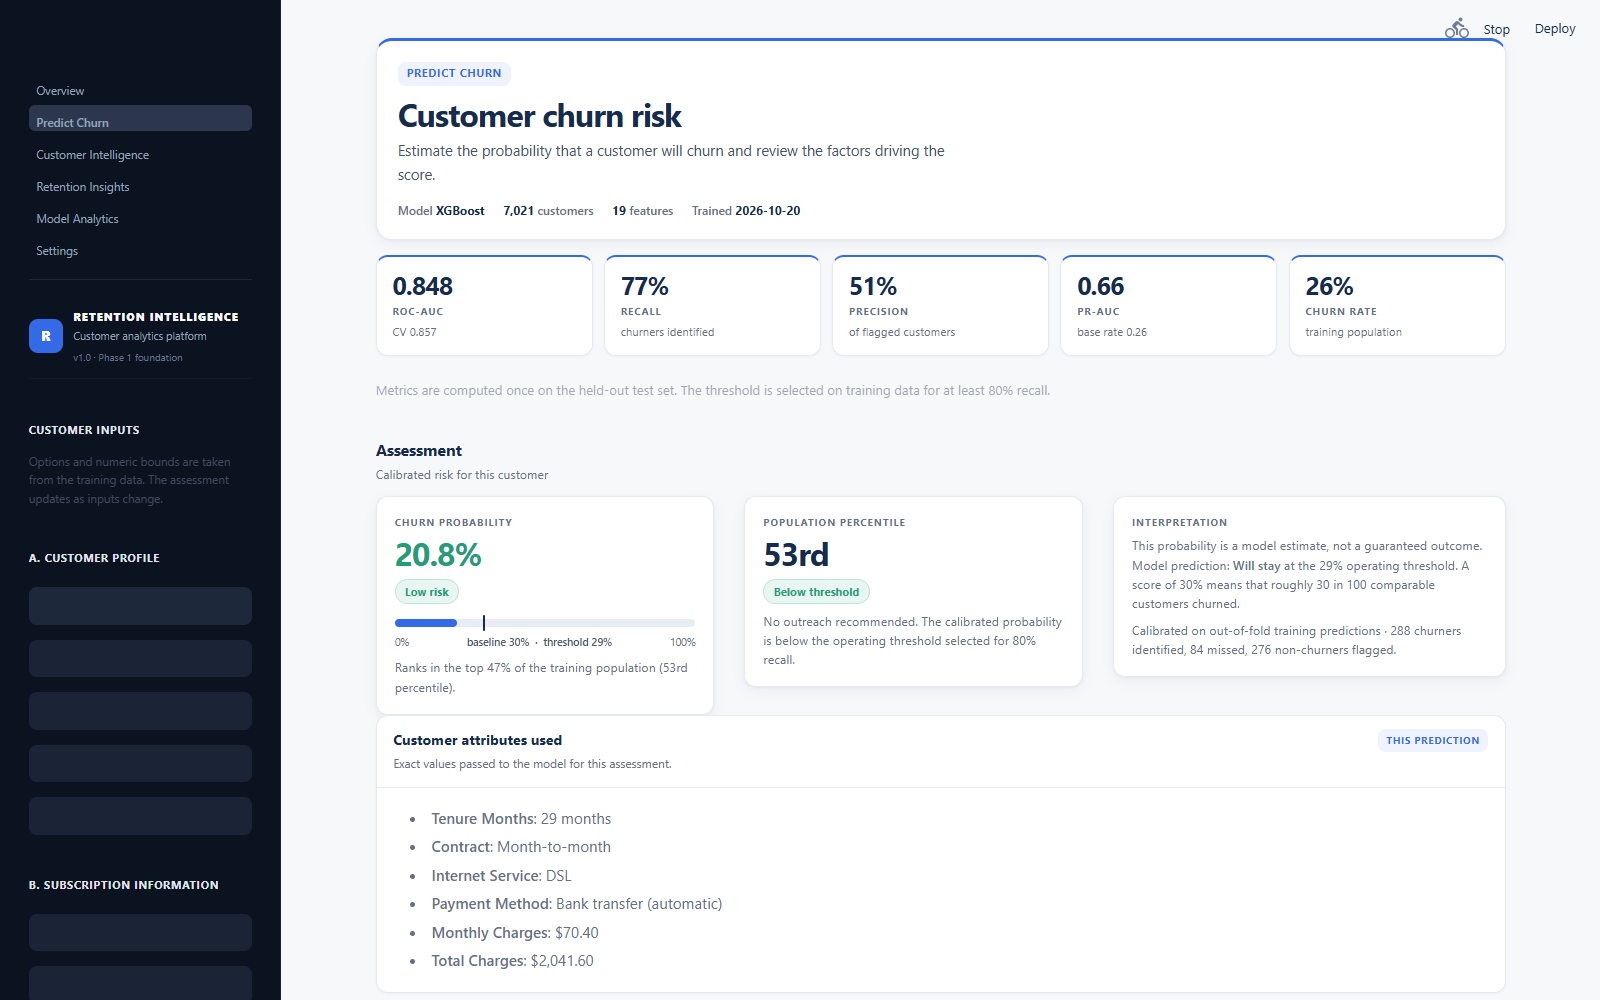 Overview
Predict Churn
Customer Intelligence
Retention Insights
Model Analytics
Settings
R
RETENTION INTELLIGENCE
Customer analytics platform
v1.0 · Phase 1 foundation
CUSTOMER INPUTS
Options and numeric bounds are taken
from the training data. The assessment
updates as inputs change.
A. CUSTOMER PROFILE
B. SUBSCRIPTION INFORMATION
Stop
Deploy
PREDICT CHURN
Customer churn risk
Estimate the probability that a customer will churn and review the factors driving the
score.
Model XGBoost 7,021 customers 19 features Trained 2026-10-20
0.848
ROC-AUC
CV 0.857
77%
RECALL
churners identified
51%
PRECISION
of flagged customers
0.66
PR-AUC
base rate 0.26
26%
CHURN RATE
training population
Metrics are computed once on the held-out test set. The threshold is selected on training data for at least 80% recall.
Assessment
Calibrated risk for this customer
CHURN PROBABILITY
20.8%
Low risk
0% baseline 30% · threshold 29% 100%
Ranks in the top 47% of the training population (53rd
percentile).
POPULATION PERCENTILE
53rd
Below threshold
No outreach recommended. The calibrated probability
is below the operating threshold selected for 80%
recall.
INTERPRETATION
This probability is a model estimate, not a guaranteed outcome.
Model prediction: Will stay at the 29% operating threshold. A
score of 30% means that roughly 30 in 100 comparable
customers churned.
Calibrated on out-of-fold training predictions · 288 churners
identified, 84 missed, 276 non-churners flagged.
Customer attributes used
THIS PREDICTION
Exact values passed to the model for this assessment.
• Tenure Months: 29 months
• Contract: Month-to-month
• Internet Service: DSL
• Payment Method: Bank transfer (automatic)
• Monthly Charges: $70.40
• Total Charges: $2,041.60